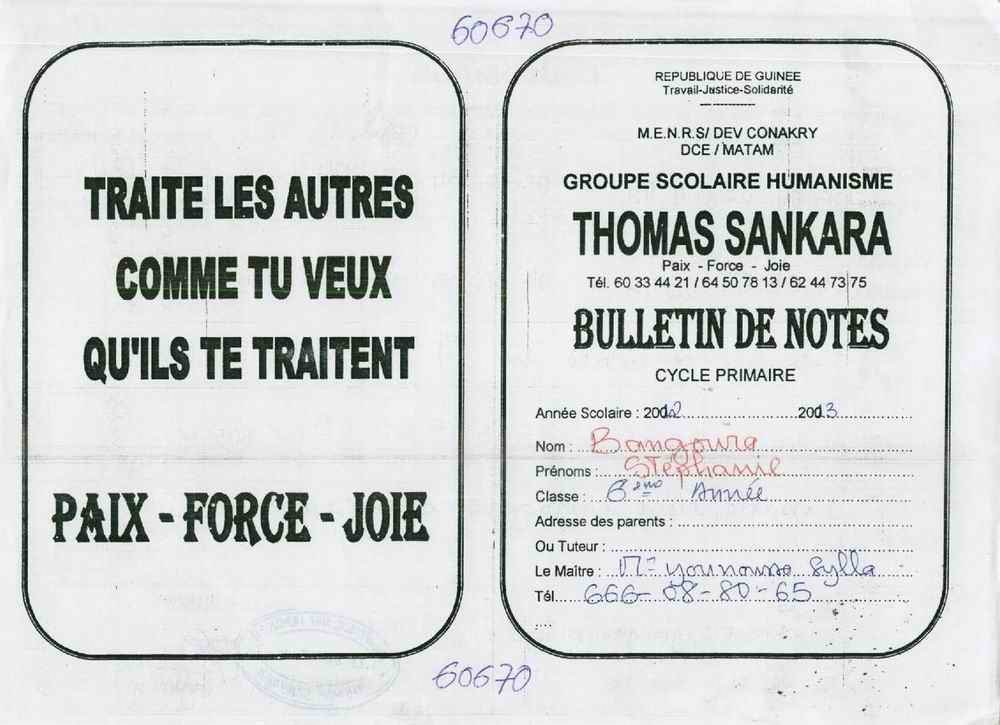 60670
TRAITE LES AUTRES
COMME TU VEUX
QU'ILS TE TRAITENT
PAIX - FORCE - JOIE
REPUBLIQUE DE GUINEE
Travail-Justice-Solidarité
M.E.N.R.S/ DEV CONAKRY
DCE / MATAM
GROUPE SCOLAIRE HUMANISME
THOMAS SANKARA
Paix - Force - Joie
Tél. 60 33 44 21 / 64 50 78 13 / 62 44 73 75
BULLETIN DE NOTES
CYCLE PRIMAIRE
Année Scolaire : 2012 2013
Nom : Bangoura
Prénoms : Stéphanie
Classe : 6ème Année
Adresse des parents :
Ou Tuteur :
Le Maître : Mr Younoussa Sylla
Tél 666-08-80-65
60670